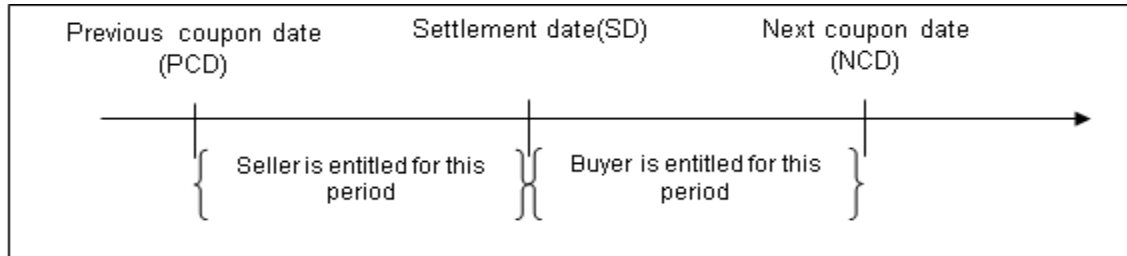 Previous coupon date
(PCD)
Settlement date(SD)
Next coupon date
(NCD)
Seller is entitled for this
period
Buyer is entitled for this
period